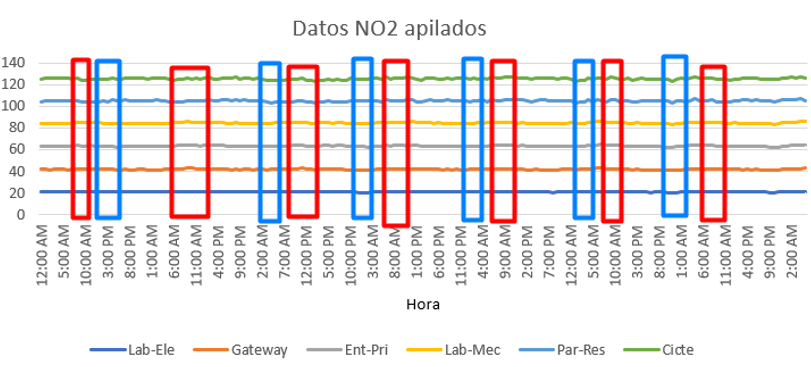 Datos NO2 apilados
140
120
100
80
60
40
20
0
12:00 AM
5:00 AM
10:00 AM
3:00 PM
8:00 PM
1:00 AM
6:00 AM
11:00 AM
4:00 PM
9:00 PM
2:00 AM
7:00 AM
12:00 PM
5:00 PM
10:00 PM
3:00 AM
8:00 AM
1:00 PM
6:00 PM
11:00 PM
4:00 AM
9:00 AM
2:00 PM
7:00 PM
12:00 AM
5:00 AM
10:00 AM
3:00 PM
8:00 PM
1:00 AM
6:00 AM
11:00 AM
4:00 PM
9:00 PM
2:00 AM
Hora
Lab-Ele Gateway Ent-Pri Lab-Mec Par-Res Cicte